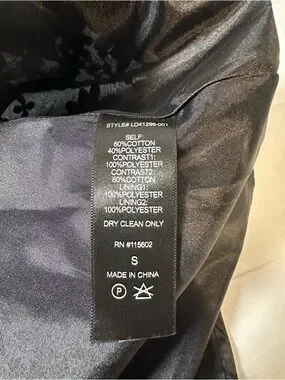 STYLE# LD41296-001
SELF:
60%COTTON
40%POLYESTER
CONTRAST1:
100%POLYESTER
CONTRAST2:
60%COTTON
LINING1:
100%POLYESTER
LINING2:
100%POLYESTER
DRY CLEAN ONLY
RN #115602
S
MADE IN CHINA
P